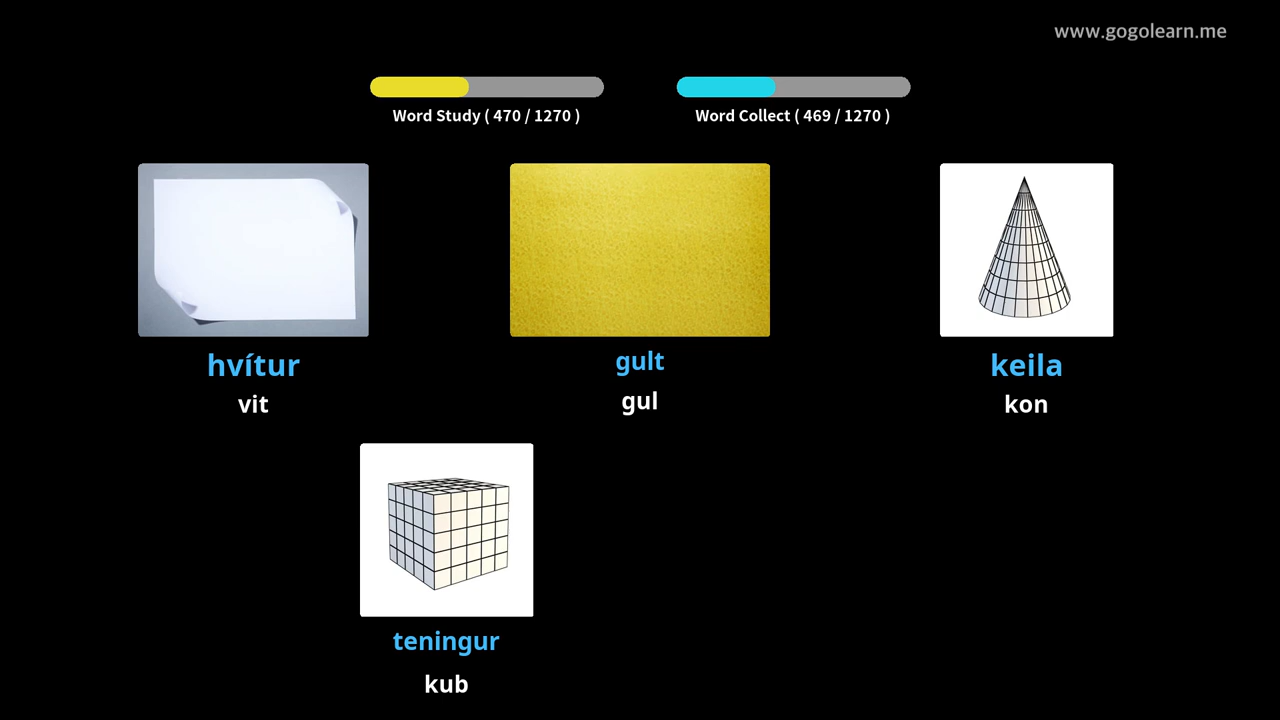 www.gogolearn.me
Word Study ( 470 / 1270 )
Word Collect ( 469 / 1270 )
hvítur
vit
gult
gul
keila
kon
teningur
kub